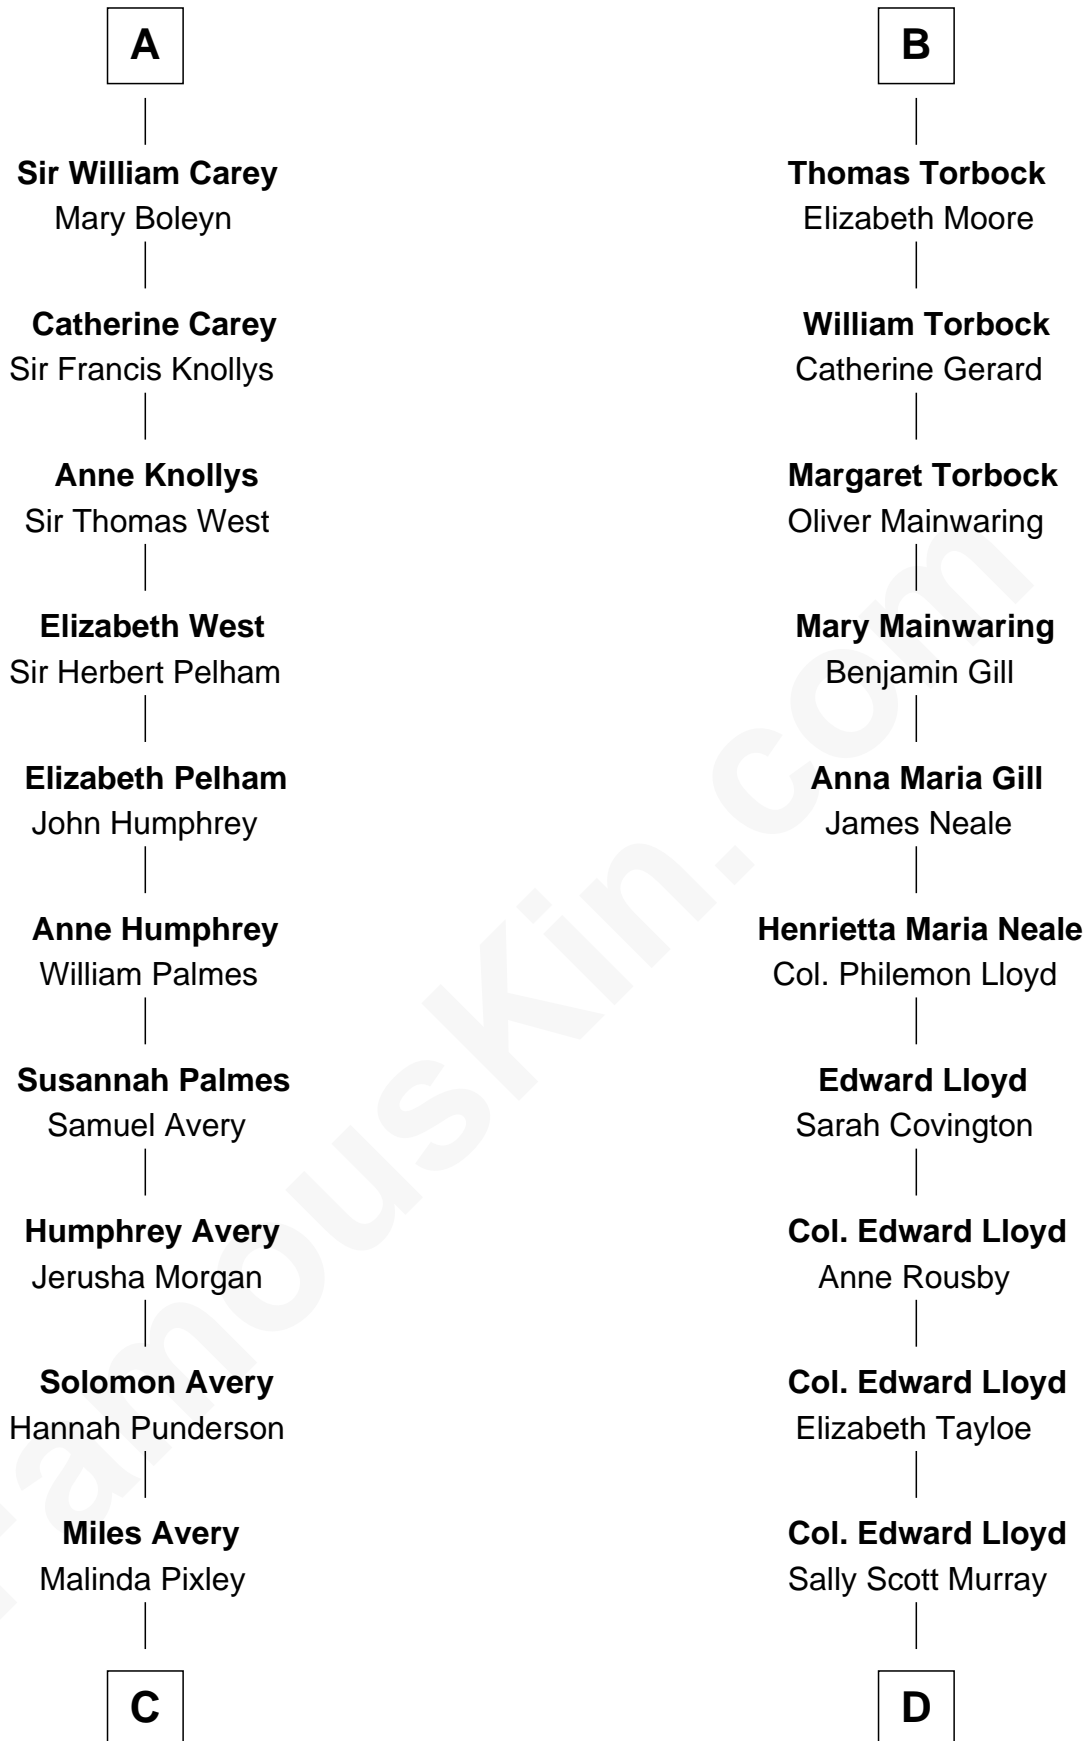 A
Sir William Carey
Mary Boleyn
Catherine Carey
Sir Francis Knollys
Anne Knollys
Sir Thomas West
Elizabeth West
Sir Herbert Pelham
Elizabeth Pelham
John Humphrey
Anne Humphrey
William Palmes
Susannah Palmes
Samuel Avery
Humphrey Avery
Jerusha Morgan
Solomon Avery
Hannah Punderson
Miles Avery
Malinda Pixley
C
B
Thomas Torbock
Elizabeth Moore
William Torbock
Catherine Gerard
Margaret Torbock
Oliver Mainwaring
Mary Mainwaring
Benjamin Gill
Anna Maria Gill
James Neale
Henrietta Maria Neale
Col. Philemon Lloyd
Edward Lloyd
Sarah Covington
Col. Edward Lloyd
Anne Rousby
Col. Edward Lloyd
Elizabeth Tayloe
Col. Edward Lloyd
Sally Scott Murray
D
FamousKin.com